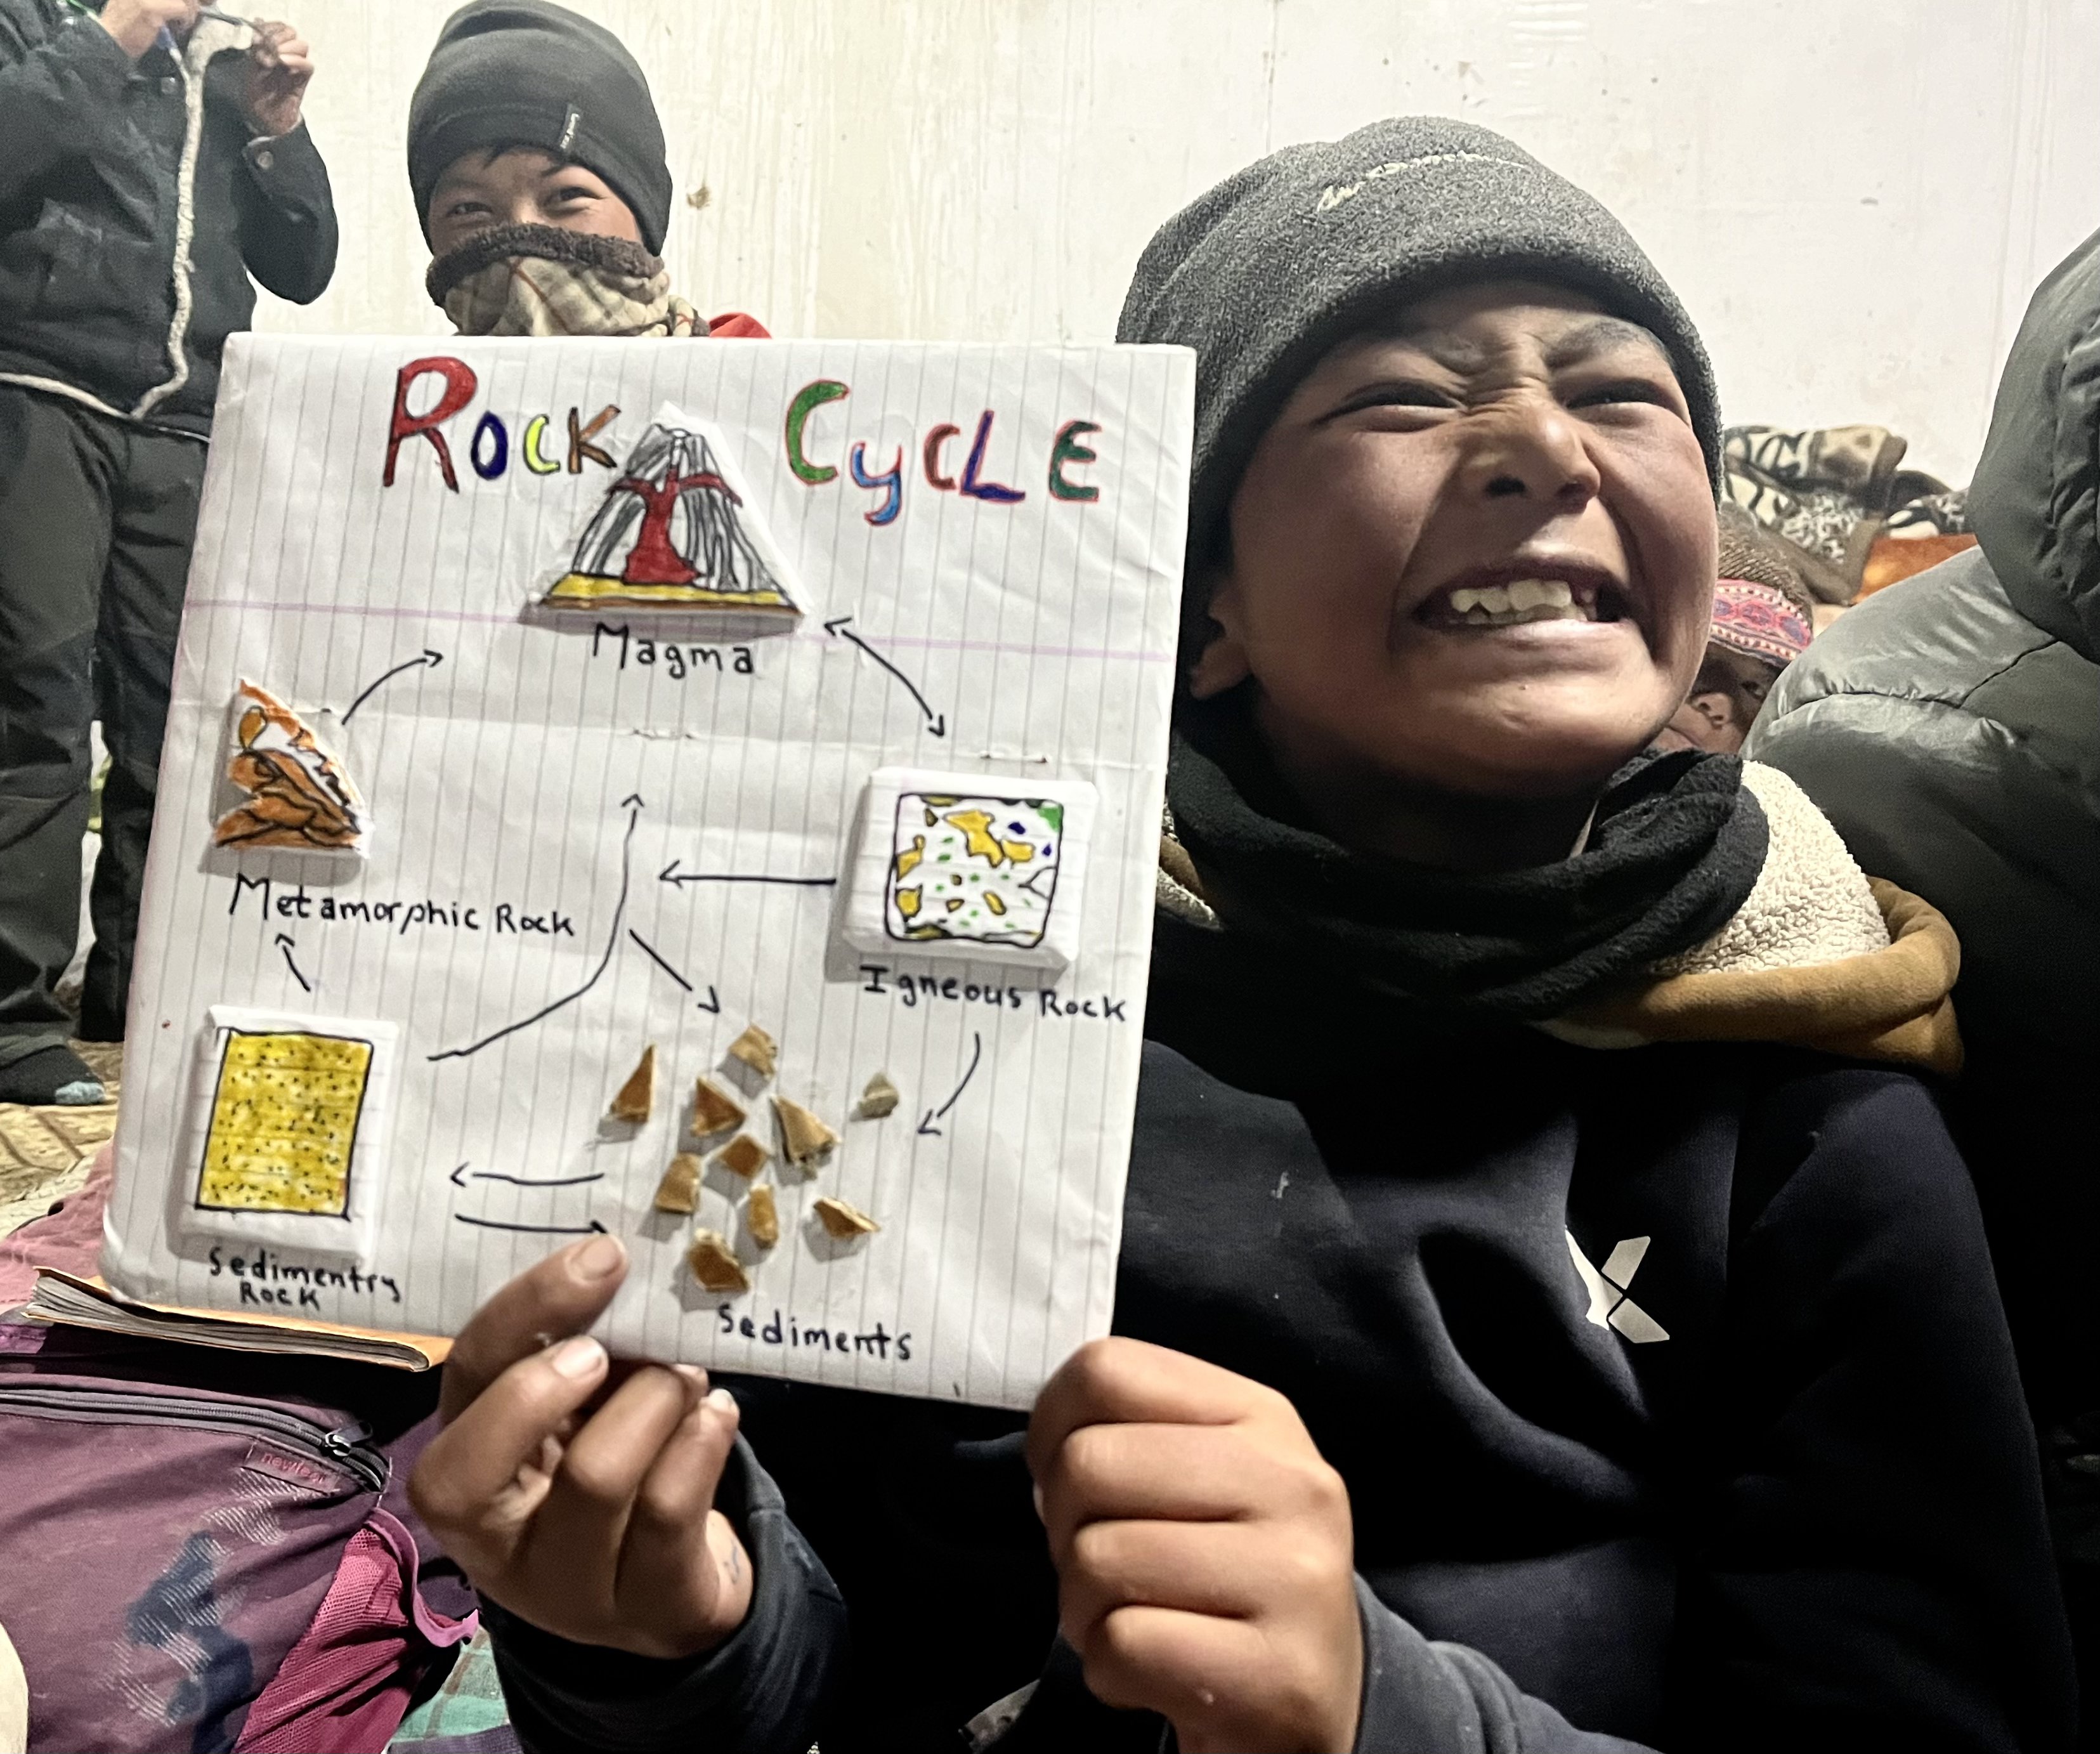 Rock Cycle
Magma
Metamorphic Rock
Igneous Rock
Sedimentry
Rock
Sediments